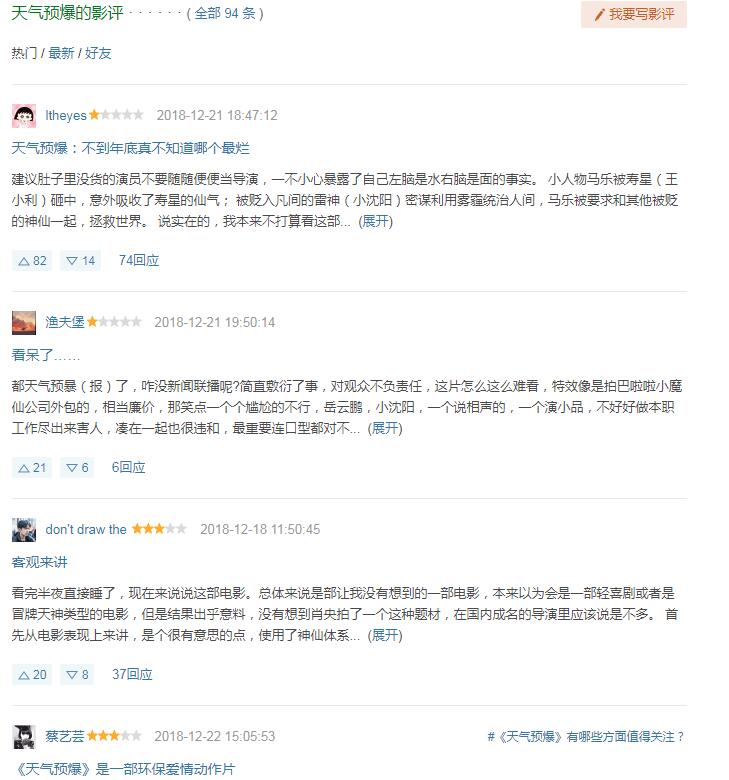 天气预爆的影评 · · · · · · ( 全部 94 条 )
我要写影评
热门 / 最新 / 好友
ltheyes 2018-12-21 18:47:12
天气预爆：不到年底真不知道哪个最烂
建议肚子里没货的演员不要随随便便当导演，一不小心暴露了自己左脑是水右脑是面的事实。 小人物马乐被寿星（王
小利）砸中，意外吸收了寿星的仙气； 被贬入凡间的雷神（小沈阳）密谋利用雾霾统治人间，马乐被要求和其他被贬
的神仙一起，拯救世界。 说实在的，我本来不打算看这部... (展开)
82 14 74回应
渔夫堡 2018-12-21 19:50:14
看呆了……
都天气预暴（报）了，咋没新闻联播呢?简直敷衍了事，对观众不负责任，这片怎么这么难看，特效像是拍巴啦啦小魔
仙公司外包的，相当廉价，那笑点一个个尴尬的不行，岳云鹏，小沈阳，一个说相声的，一个演小品，不好好做本职
工作尽出来害人，凑在一起也很违和，最重要连口型都对不... (展开)
21 6 6回应
don't draw the 2018-12-18 11:50:45
客观来讲
看完半夜直接睡了，现在来说说这部电影。总体来说是部让我没有想到的一部电影，本来以为会是一部轻喜剧或者是
冒牌天神类型的电影，但是结果出乎意料，没有想到肖央拍了一个这种题材，在国内成名的导演里应该说是不多。 首
先从电影表现上来讲，是个很有意思的点，使用了神仙体系... (展开)
20 8 37回应
蔡艺芸 2018-12-22 15:05:53 #《天气预爆》有哪些方面值得关注？
《天气预爆》是一部环保爱情动作片